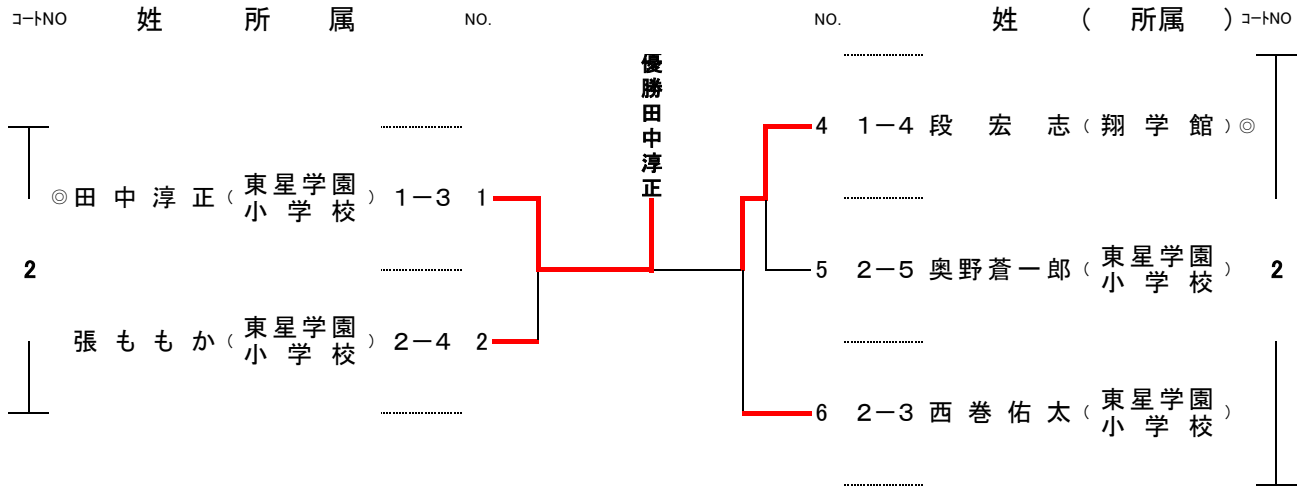 コートNO 姓 所 属 NO. NO. 姓 ( 所属 ) コートNO
優勝田中淳正
4 1－4 段 宏 志 ( 翔 学 館 ) ◎
◎ 田 中 淳 正 ( 東星学園小 学 校 ) 1－3 1
2
5 2－5 奥野蒼一郎 ( 東星学園小 学 校 ) 2
張 も も か ( 東星学園小 学 校 ) 2－4 2
6 2－3 西 巻 佑 太 ( 東星学園小 学 校 )